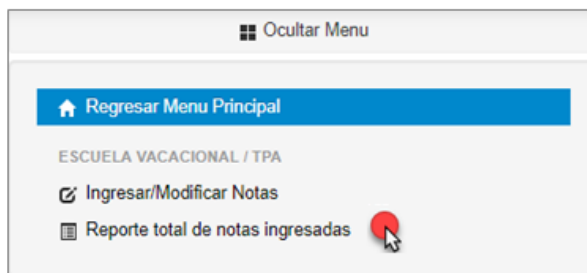 Ocultar Menu
Regresar Menu Principal
ESCUELA VACACIONAL / TPA
Ingresar/Modificar Notas
Reporte total de notas ingresadas